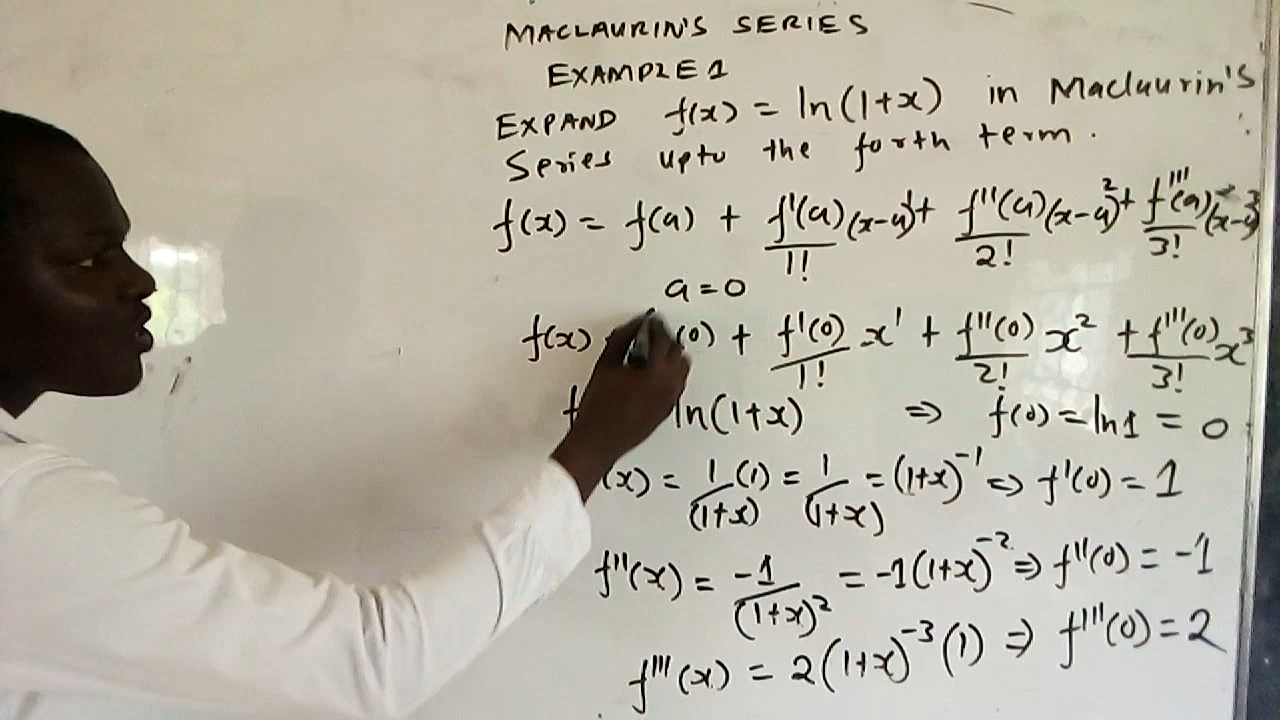 MACLAURIN'S SERIES
EXAMPLE 1
EXPAND f(x) = ln(1+x) in Maclaurin's
Series upto the forth term.
f(x) = f(a) + f'(a)/1! (x-a)¹ + f''(a)/2! (x-a)² + f'''(a)/3! (x-a)³
a = 0
f(x) (0) + f'(0)/1! x¹ + f''(0)/2! x² + f'''(0)/3! x³
f ln(1+x) ⇒ f(0) = ln1 = 0
(x) = 1/(1+x) (1) = 1/(1+x) = (1+x)⁻¹ ⇒ f'(0) = 1
f''(x) = -1/(1+x)² = -1(1+x)⁻² ⇒ f''(0) = -1
f'''(x) = 2(1+x)⁻³(1) ⇒ f'''(0) = 2